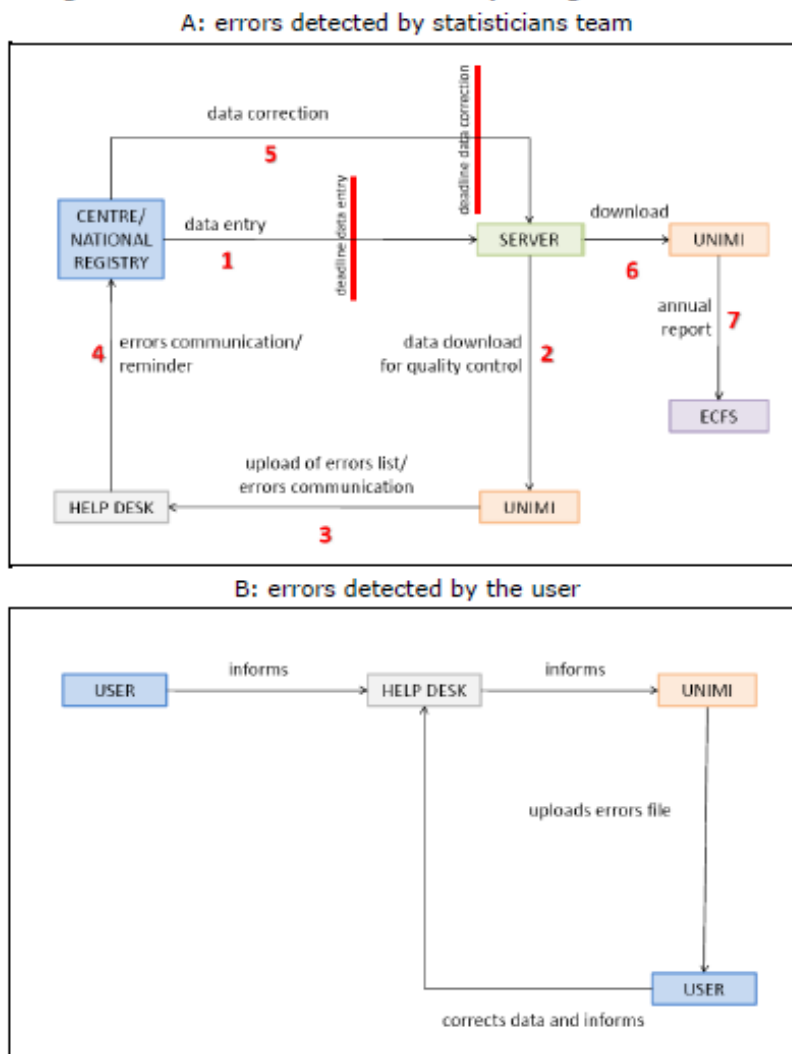 A: errors detected by statisticians team
data correction
5
deadline data correction
CENTRE/
NATIONAL
REGISTRY
data entry
1
deadline data entry
SERVER
download
6
UNIMI
annual
report
7
ECFS
4
errors communication/
reminder
data download
for quality control
2
upload of errors list/
errors communication
HELP DESK
3
UNIMI
B: errors detected by the user
USER
informs
HELP DESK
informs
UNIMI
uploads errors file
USER
corrects data and informs